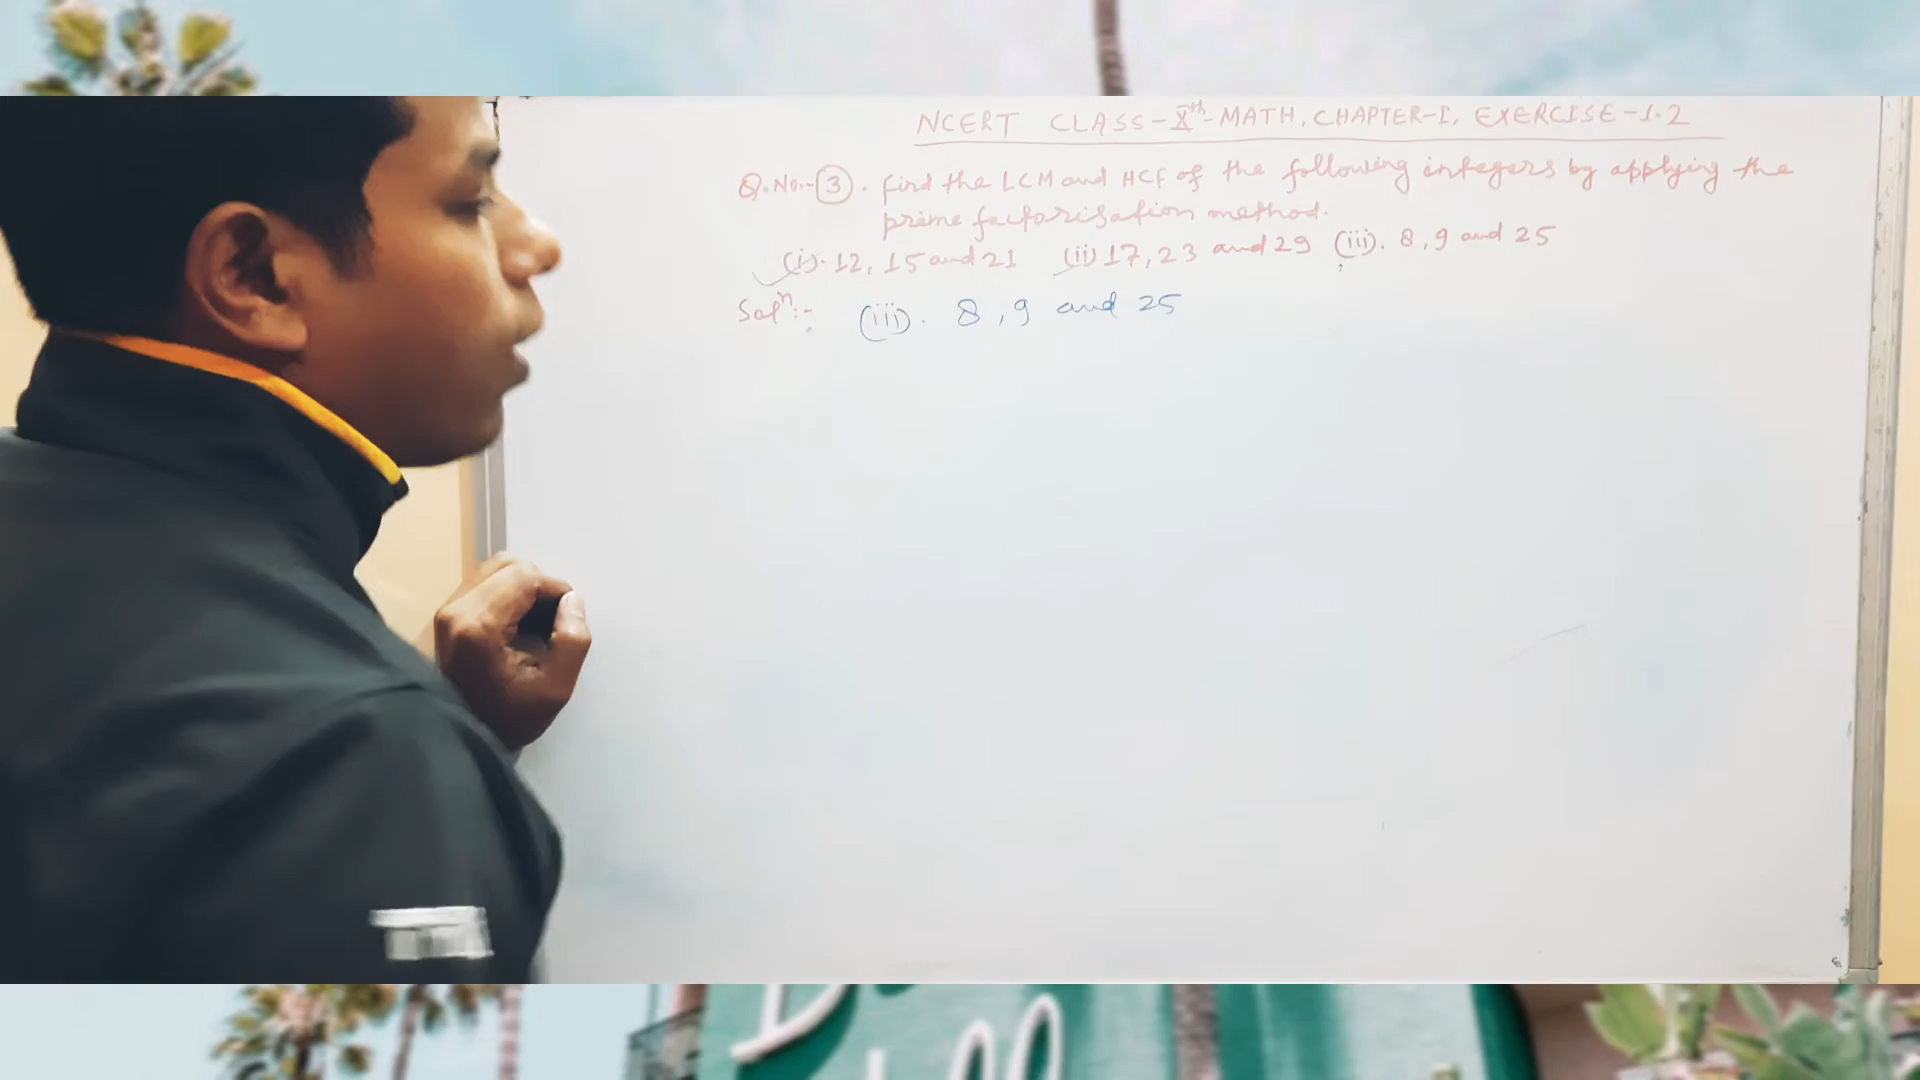 NCERT CLASS-Xth-MATH, CHAPTER-I, EXERCISE-1.2
Q.No:-(3). Find the LCM and HCF of the following integers by applying the
prime factorisation method.
(i). 12, 15 and 21 (ii) 17, 23 and 29 (iii). 8, 9 and 25
Solⁿ:- (iii). 8, 9 and 25